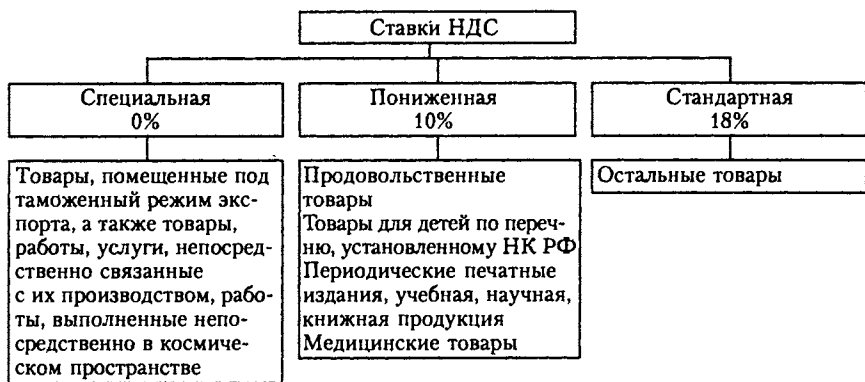 Ставки НДС
Специальная
0%
Пониженная
10%
Стандартная
18%
Товары, помещенные под
таможенный режим экс-
порта, а также товары,
работы, услуги, непосред-
ственно связанные
с их производством, рабо-
ты, выполненные непо-
средственно в космиче-
ском пространстве
Продовольственные
товары
Товары для детей по переч-
ню, установленному НК РФ
Периодические печатные
издания, учебная, научная,
книжная продукция
Медицинские товары
Остальные товары